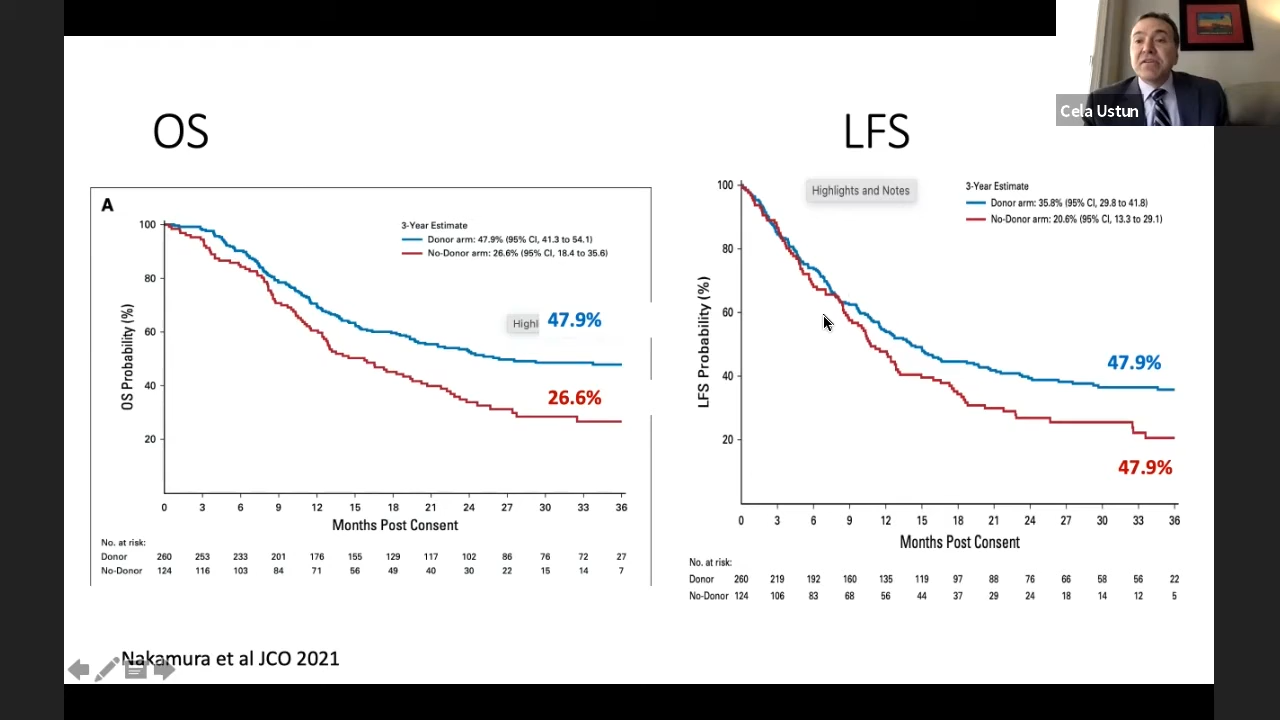 Cela Ustun
OS
LFS
A
3-Year Estimate
Donor arm: 47.9% (95% CI, 41.3 to 54.1)
No-Donor arm: 26.6% (95% CI, 18.4 to 35.6)
100
80
60
40
20
OS Probability (%)
Highl
47.9%
26.6%
0 3 6 9 12 15 18 21 24 27 30 33 36
Months Post Consent
No. at risk:
Donor 260 253 233 201 176 155 129 117 102 86 76 72 27
No-Donor 124 116 103 84 71 56 49 40 30 22 15 14 7
Highlights and Notes
3-Year Estimate
Donor arm: 35.8% (95% CI, 29.8 to 41.8)
No-Donor arm: 20.6% (95% CI, 13.3 to 29.1)
100
80
60
40
20
LFS Probability (%)
47.9%
47.9%
0 3 6 9 12 15 18 21 24 27 30 33 36
Months Post Consent
No. at risk:
Donor 260 219 192 160 135 119 97 88 76 66 58 56 22
No-Donor 124 106 83 68 56 44 37 29 24 18 14 12 5
Nakamura et al JCO 2021